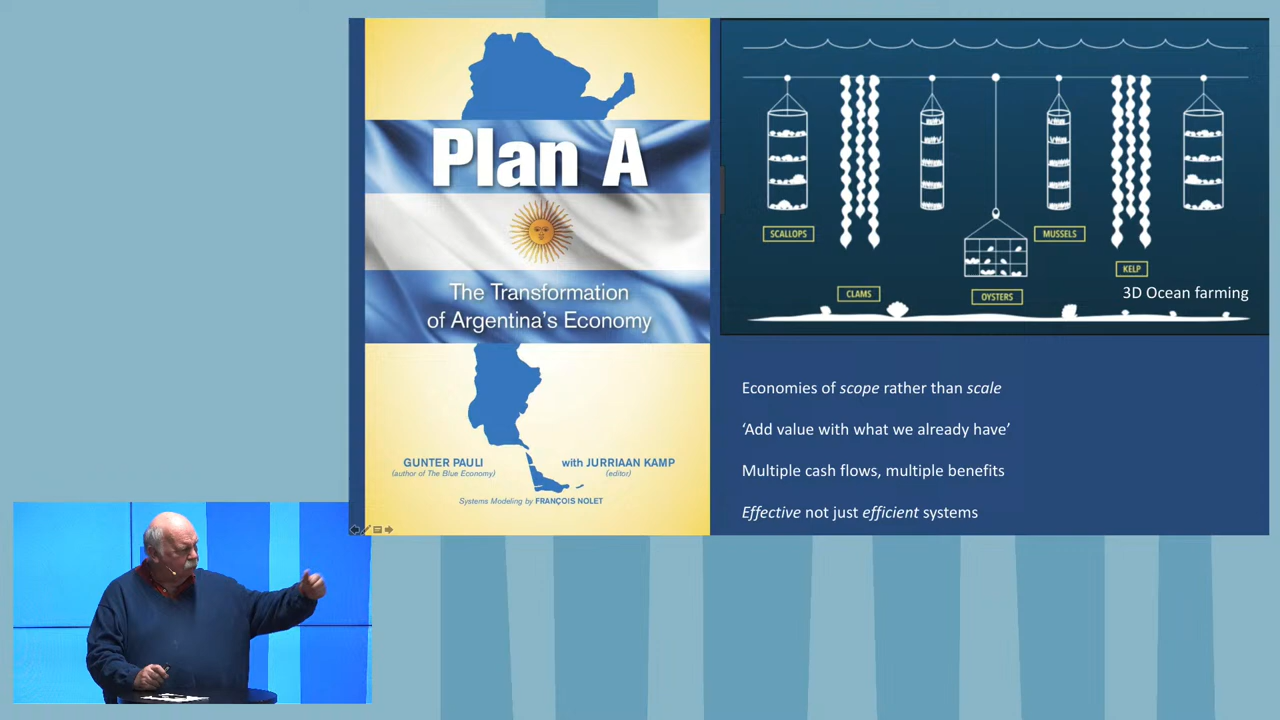 Plan A
The Transformation
of Argentina's Economy
GUNTER PAULI
(author of The Blue Economy)
with JURRIAAN KAMP
(editor)
Systems Modeling by FRANÇOIS NOLET
SCALLOPS
CLAMS
OYSTERS
MUSSELS
KELP
3D Ocean farming
Economies of scope rather than scale
‘Add value with what we already have’
Multiple cash flows, multiple benefits
Effective not just efficient systems